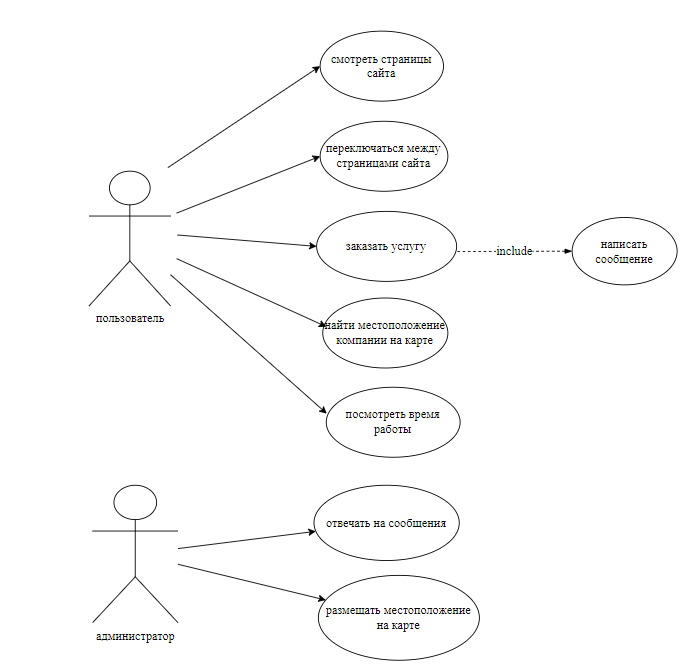 смотреть страницы
сайта
переключаться между
страницами сайта
заказать услугу
include
написать
сообщение
найти местоположение
компании на карте
пользователь
посмотреть время
работы
отвечать на сообщения
размещать местоположение
на карте
администратор